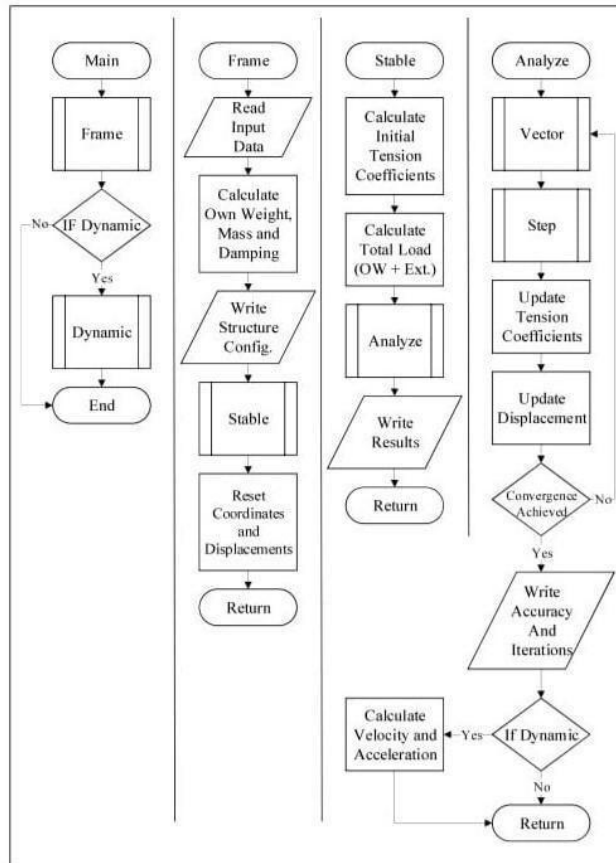 Main
Frame
IF Dynamic
No
Yes
Dynamic
End
Frame
Read
Input
Data
Calculate
Own Weight,
Mass and
Damping
Write
Structure
Config.
Stable
Reset
Coordinates
and
Displacements
Return
Stable
Calculate
Initial
Tension
Coefficients
Calculate
Total Load
(OW + Ext.)
Analyze
Write
Results
Return
Analyze
Vector
Step
Update
Tension
Coefficients
Update
Displacement
Convergence
Achieved
No
Yes
Write
Accuracy
And
Iterations
If Dynamic
Yes
Calculate
Velocity and
Acceleration
No
Return